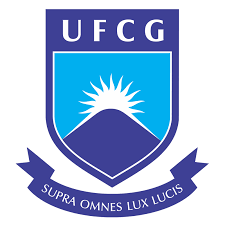 UFCG
SUPRA OMNES LUX LUCIS